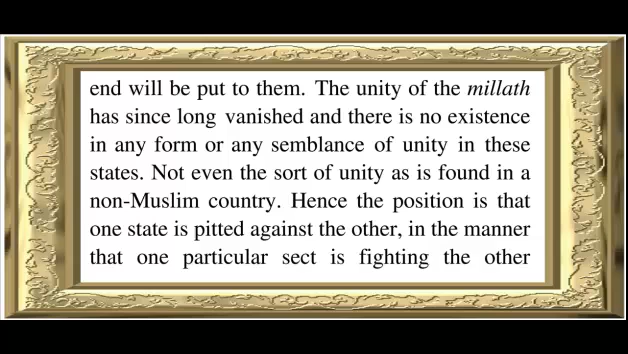 end will be put to them. The unity of the millath
has since long vanished and there is no existence
in any form or any semblance of unity in these
states. Not even the sort of unity as is found in a
non-Muslim country. Hence the position is that
one state is pitted against the other, in the manner
that one particular sect is fighting the other